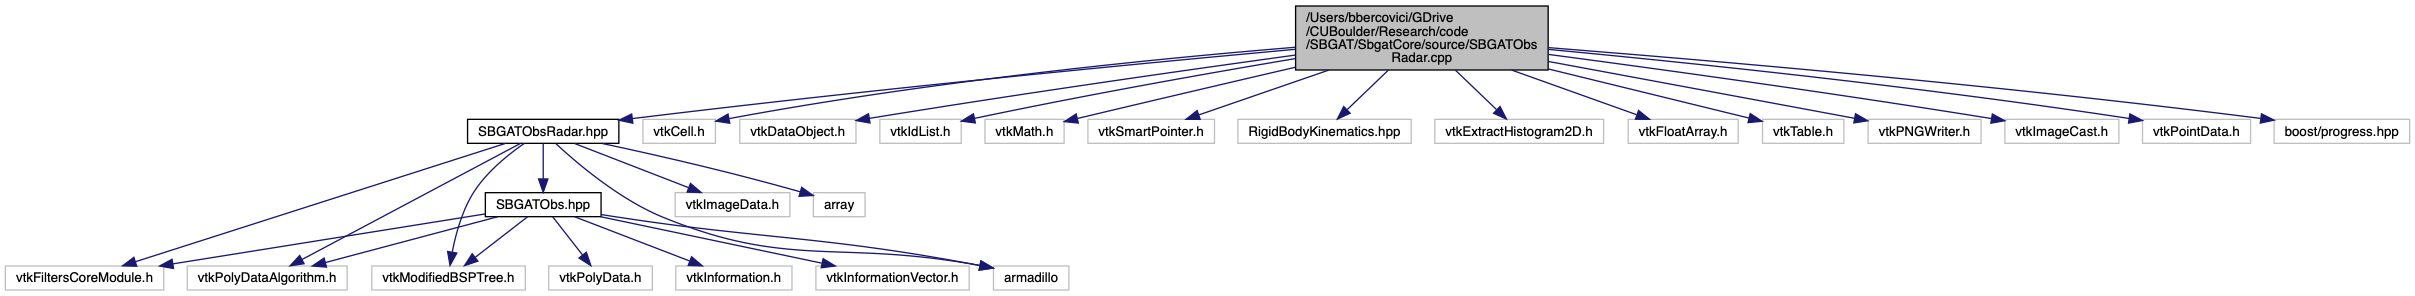 /Users/bbercovici/GDrive
/CUBoulder/Research/code
/SBGAT/SbgatCore/source/SBGATObs
Radar.cpp
SBGATObsRadar.hpp
vtkCell.h
vtkDataObject.h
vtkIdList.h
vtkMath.h
vtkSmartPointer.h
RigidBodyKinematics.hpp
vtkExtractHistogram2D.h
vtkFloatArray.h
vtkTable.h
vtkPNGWriter.h
vtkImageCast.h
vtkPointData.h
boost/progress.hpp
SBGATObs.hpp
vtkImageData.h
array
vtkFiltersCoreModule.h
vtkPolyDataAlgorithm.h
vtkModifiedBSPTree.h
vtkPolyData.h
vtkInformation.h
vtkInformationVector.h
armadillo